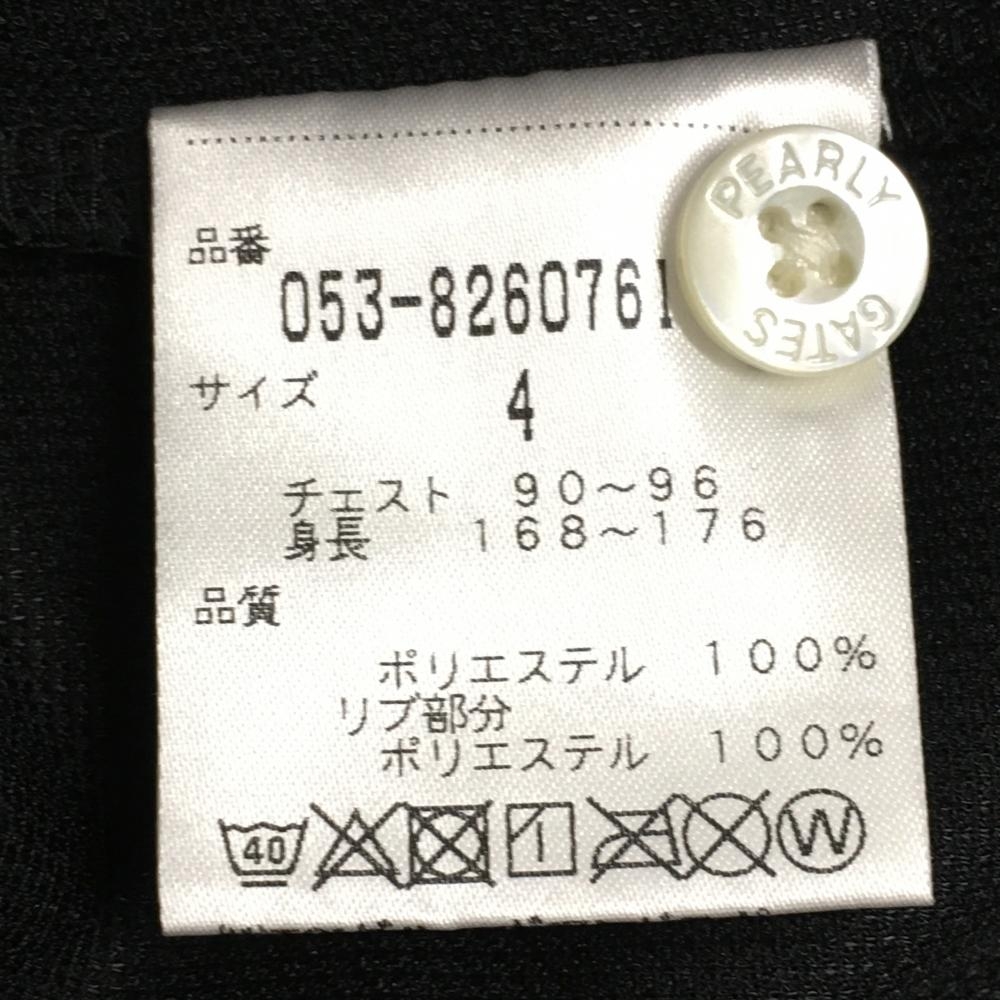 品番
053-8260761
サイズ
4
チェスト 90～96
身長 168～176
品質
ポリエステル 100%
リブ部分
ポリエステル 100%
40
W
PEARLY
GATES